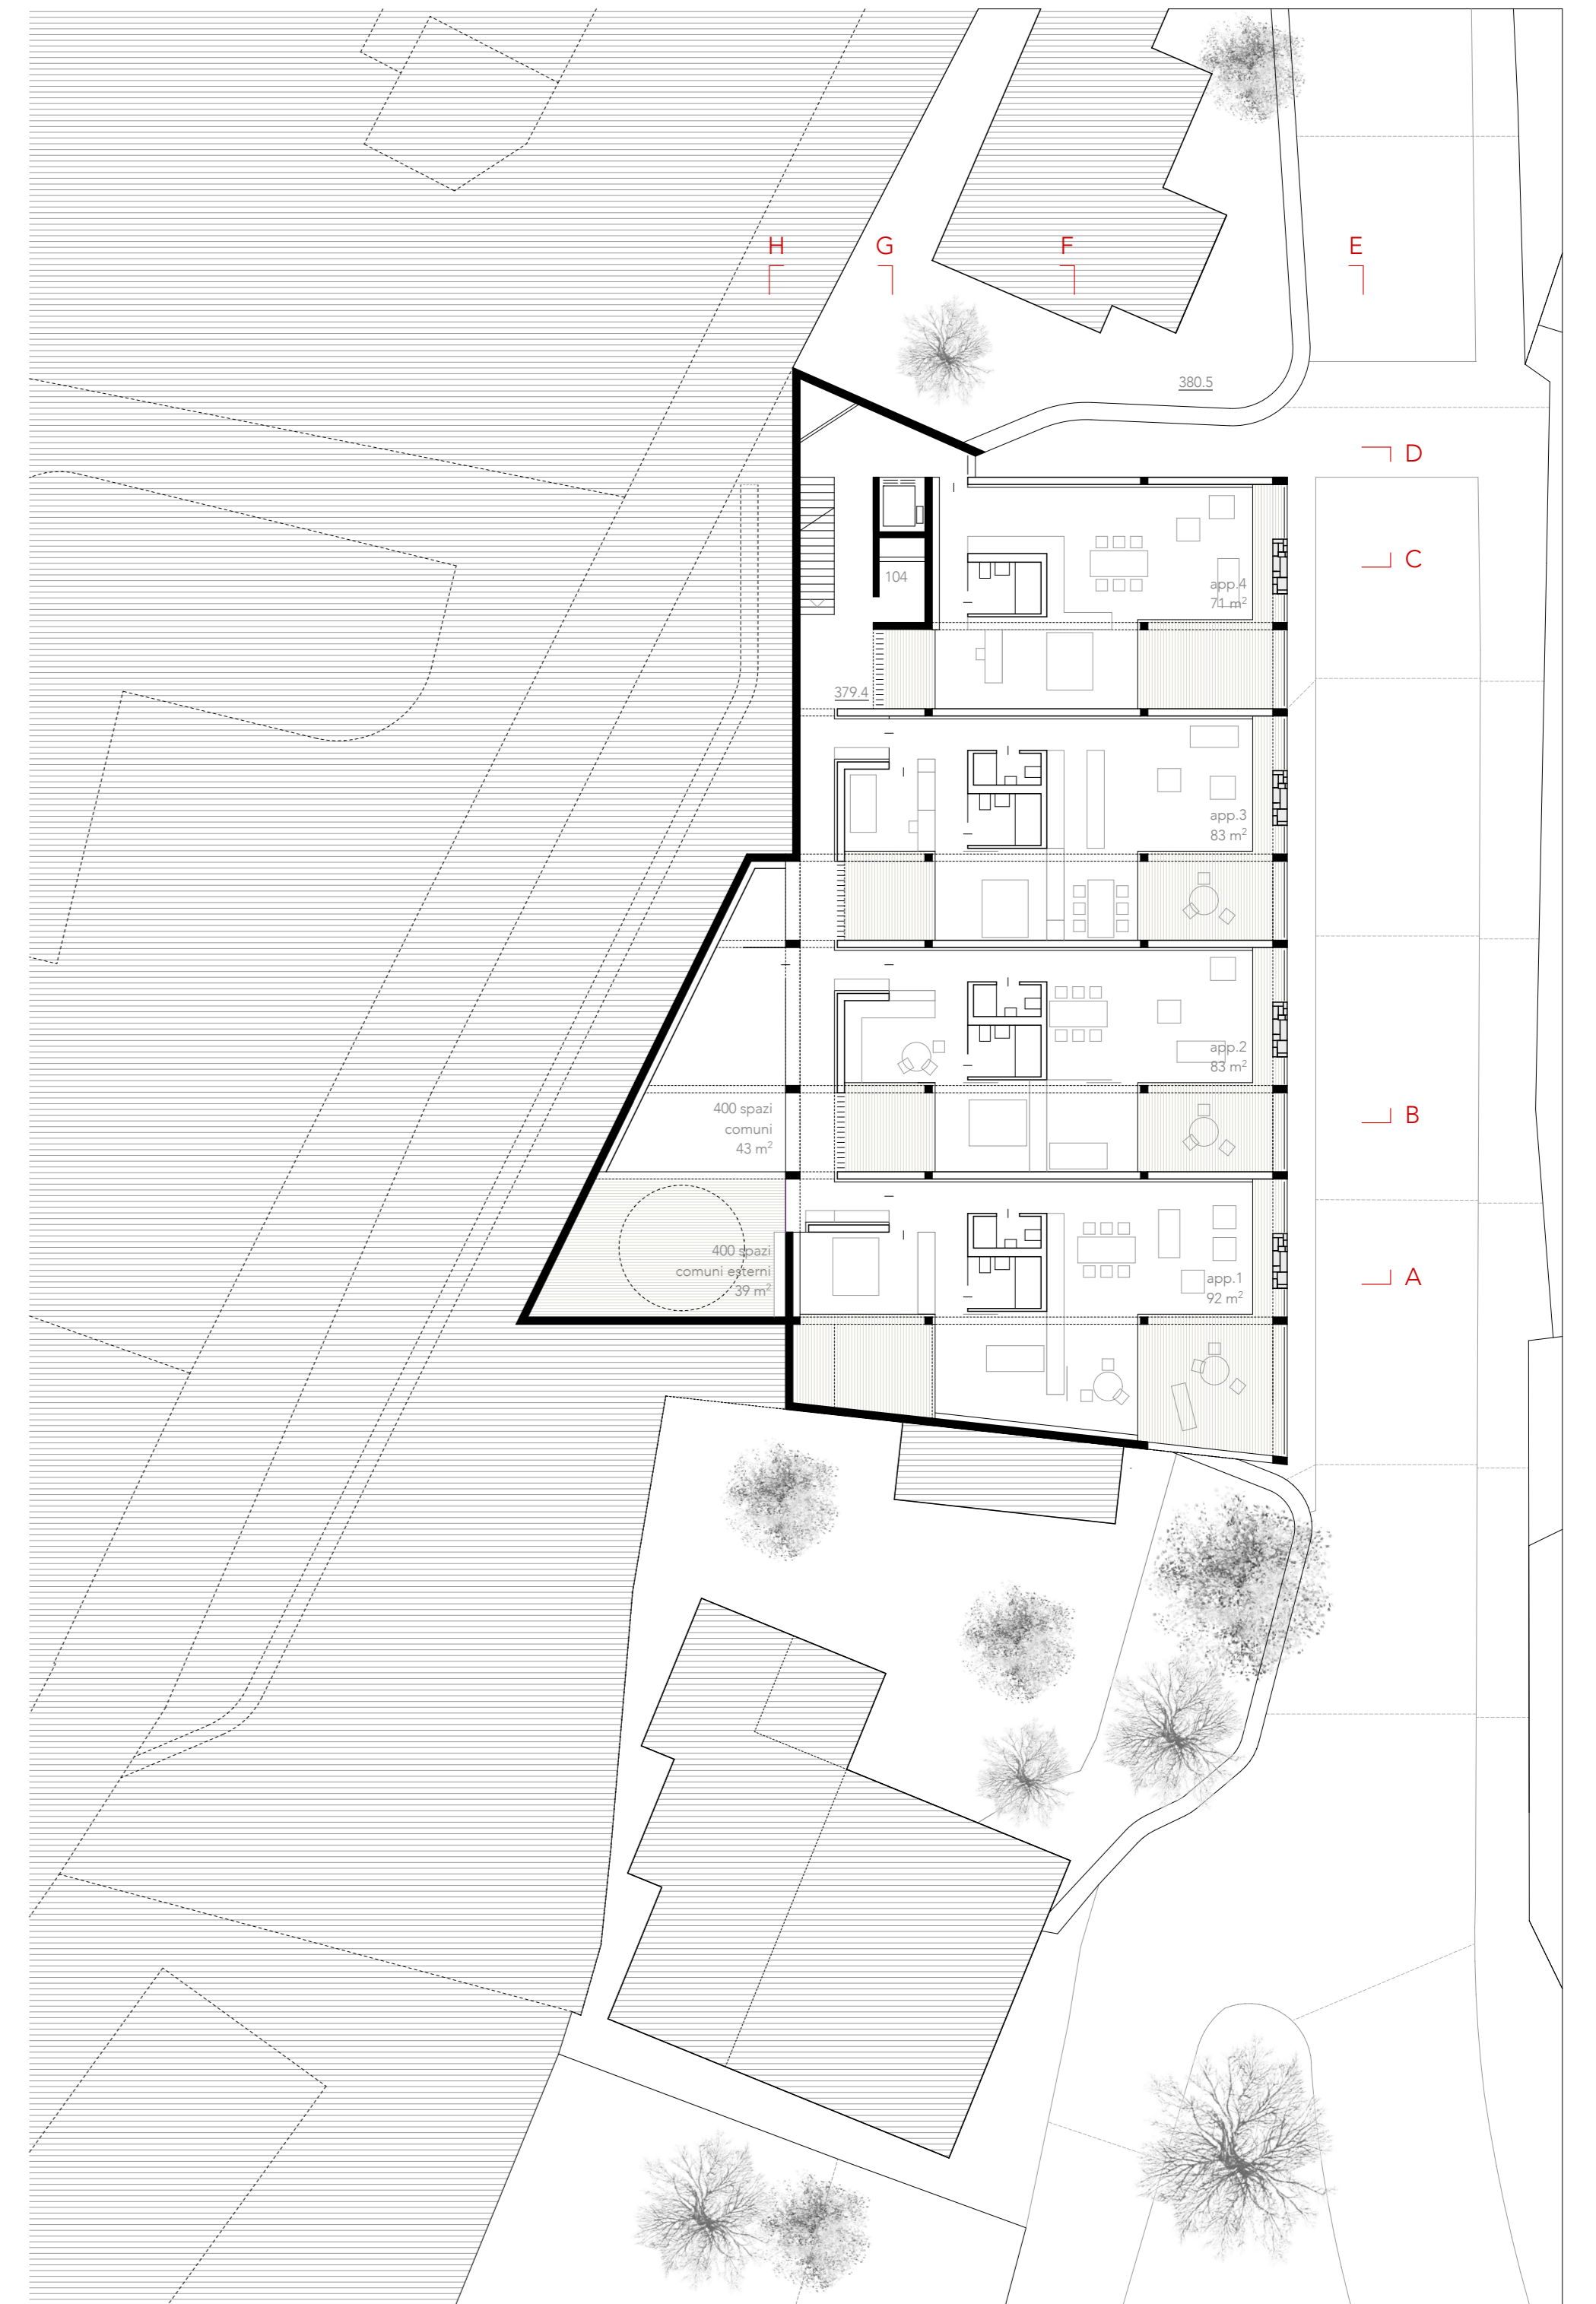 H
G
F
E
380.5
D
C
104
app.4
71 m²
379.4
app.3
83 m²
app.2
83 m²
400 spazi
comuni
43 m²
B
400 spazi
comuni esterni
39 m²
app.1
92 m²
A